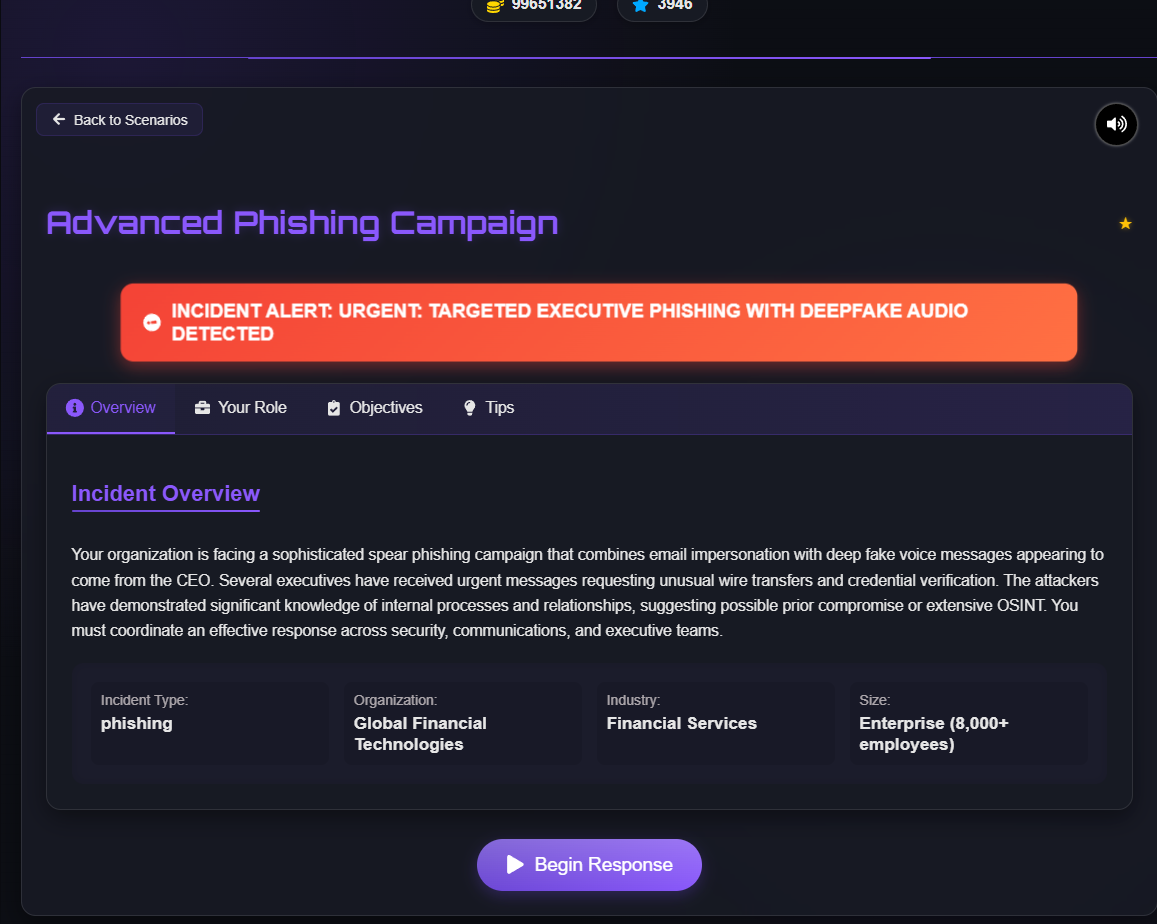 99651382 3946
Back to Scenarios
Advanced Phishing Campaign
INCIDENT ALERT: URGENT: TARGETED EXECUTIVE PHISHING WITH DEEPFAKE AUDIO
DETECTED
Overview Your Role Objectives Tips
Incident Overview
Your organization is facing a sophisticated spear phishing campaign that combines email impersonation with deep fake voice messages appearing to
come from the CEO. Several executives have received urgent messages requesting unusual wire transfers and credential verification. The attackers
have demonstrated significant knowledge of internal processes and relationships, suggesting possible prior compromise or extensive OSINT. You
must coordinate an effective response across security, communications, and executive teams.
Incident Type:
phishing
Organization:
Global Financial
Technologies
Industry:
Financial Services
Size:
Enterprise (8,000+
employees)
Begin Response